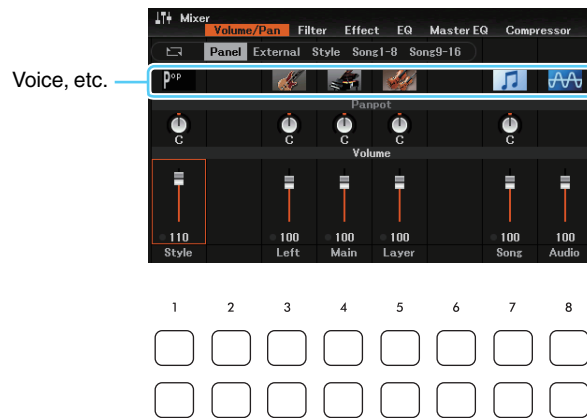 Mixer
Volume/Pan Filter Effect EQ Master EQ Compressor
Panel External Style Song1-8 Song9-16
Voice, etc.
Pop
Panpot
C C C C C
Volume
110 100 100 100 100 100
Style Left Main Layer Song Audio
1 2 3 4 5 6 7 8